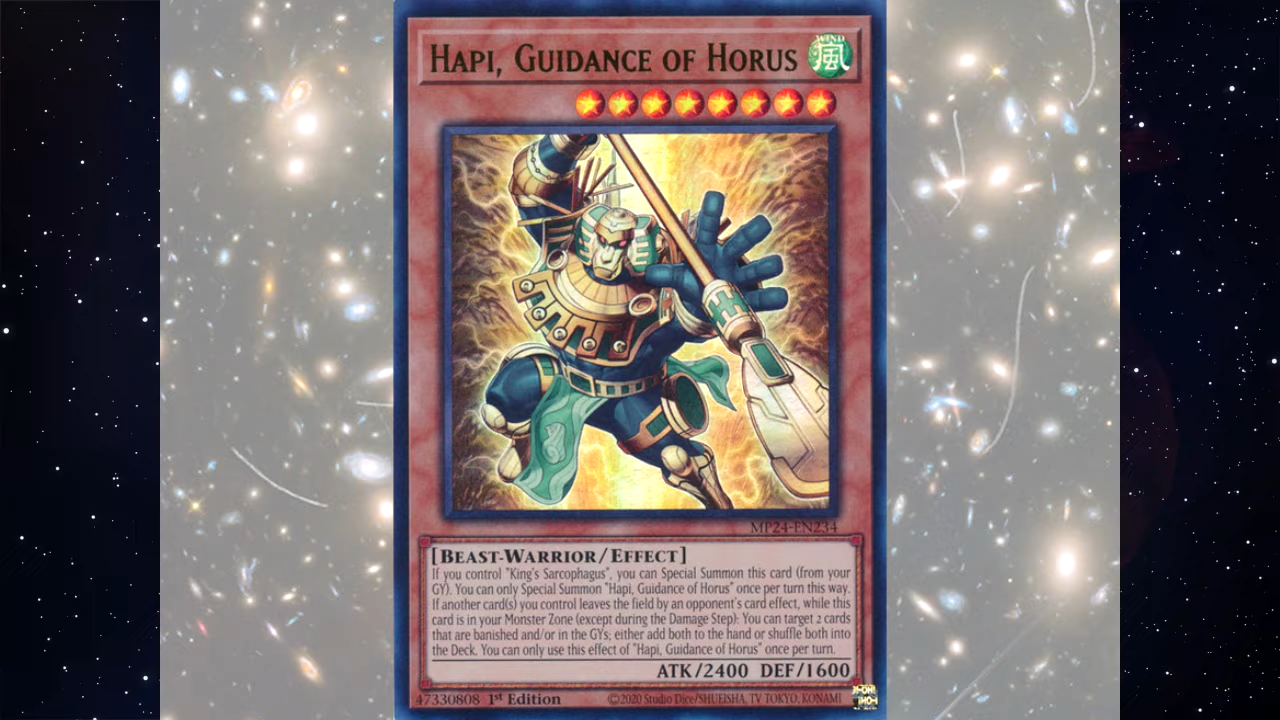 HAPI, GUIDANCE OF HORUS
WIND
風
MP24-EN234
[BEAST-WARRIOR/EFFECT]
If you control "King's Sarcophagus", you can Special Summon this card (from your
GY). You can only Special Summon "Hapi, Guidance of Horus" once per turn this way.
If another card(s) you control leaves the field by an opponent's card effect, while this
card is in your Monster Zone (except during the Damage Step): You can target 2 cards
that are banished and/or in the GYs; either add both to the hand or shuffle both into
the Deck. You can only use this effect of "Hapi, Guidance of Horus" once per turn.
ATK/2400 DEF/1600
47330808 1st Edition ©2020 Studio Dice/SHUEISHA, TV TOKYO, KONAMI